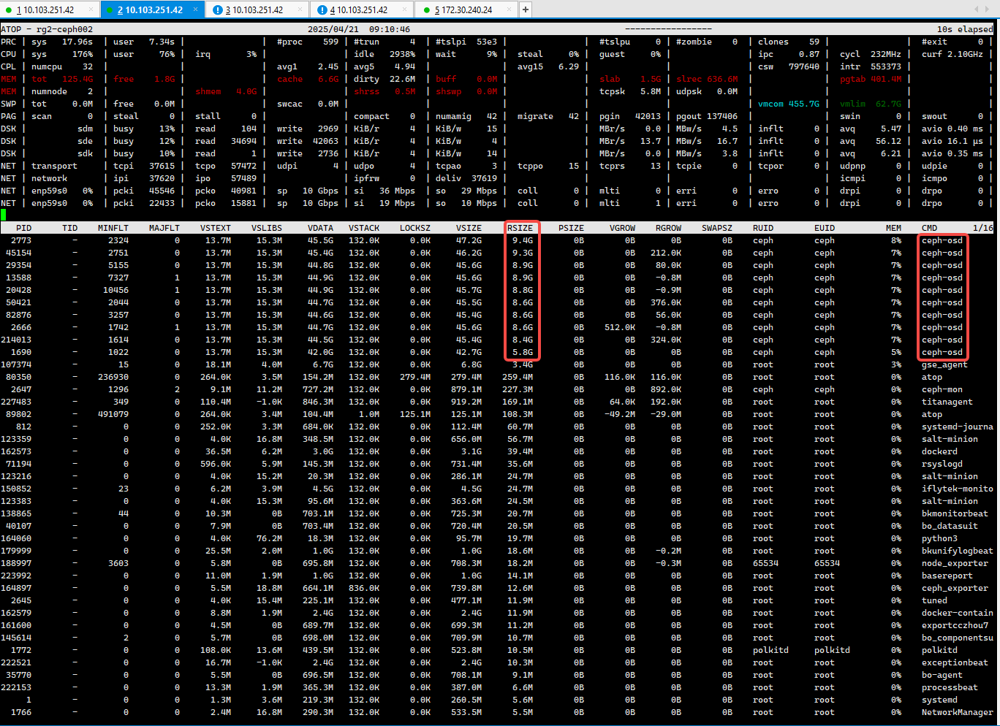 1 10.103.251.42 × 2 10.103.251.42 × 3 10.103.251.42 × 4 10.103.251.42 × 5 172.30.240.24 × +
ATOP - rg2-ceph002 2025/04/21 09:10:46 ----------------- 10s elapsed
PRC | sys 17.96s | user 7.34s | | #proc 599 | #trun 4 | #tslpi 53e3 | | #tslpu 0 | #zombie 0 | clones 59 | | #exit 0 |
CPU | sys 176% | user 76% | irq 3% | | idle 2938% | wait 9% | steal 0% | guest 0% | | ipc 0.87 | cycl 232MHz | curf 2.10GHz |
CPL | numcpu 32 | | | avg1 2.45 | avg5 4.94 | | avg15 6.29 | | | csw 797640 | intr 553373 | |
MEM | tot 125.4G | free 1.8G | | cache 6.6G | dirty 22.6M | buff 0.0M | | slab 1.5G | slrec 636.6M | | pgtab 401.4M | |
MEM | numnode 2 | | shmem 4.0G | | shrss 0.5M | shswp 0.0M | | tcpsk 5.8M | udpsk 0.0M | | | |
SWP | tot 0.0M | free 0.0M | | swcac 0.0M | | | | | | vmcom 455.7G | vmlim 62.7G | |
PAG | scan 0 | steal 0 | stall 0 | | compact 0 | numamig 42 | migrate 42 | pgin 42013 | pgout 137406 | | swin 0 | swout 0 |
DSK | sdm | busy 13% | read 104 | write 2969 | KiB/r 4 | KiB/w 15 | | MBr/s 0.0 | MBw/s 4.5 | inflt 0 | avq 5.47 | avio 0.40 ms |
DSK | sde | busy 12% | read 34694 | write 42063 | KiB/r 4 | KiB/w 4 | | MBr/s 13.7 | MBw/s 16.7 | inflt 0 | avq 56.12 | avio 16.1 µs |
DSK | sdk | busy 10% | read 1 | write 2736 | KiB/r 4 | KiB/w 14 | | MBr/s 0.0 | MBw/s 3.8 | inflt 0 | avq 6.21 | avio 0.35 ms |
NET | transport | tcpi 37615 | tcpo 57472 | udpi 4 | udpo 4 | tcpao 3 | tcppo 15 | tcprs 13 | tcpie 0 | tcpor 0 | udpnp 0 | udpie 0 |
NET | network | ipi 37620 | ipo 57489 | | ipfrw 0 | deliv 37619 | | | | | icmpi 0 | icmpo 0 |
NET | enp59s0 0% | pcki 45546 | pcko 40981 | sp 10 Gbps | si 36 Mbps | so 29 Mbps | coll 0 | mlti 0 | erri 0 | erro 0 | drpi 0 | drpo 0 |
NET | enp59s0 0% | pcki 22433 | pcko 15881 | sp 10 Gbps | si 19 Mbps | so 10 Mbps | coll 0 | mlti 1 | erri 0 | erro 0 | drpi 0 | drpo 0 |
PID TID MINFLT MAJFLT VSTEXT VSLIBS VDATA VSTACK LOCKSZ VSIZE RSIZE PSIZE VGROW RGROW SWAPSZ RUID EUID MEM CMD 1/16
2773 - 2324 0 13.7M 15.3M 45.5G 132.0K 0.0K 47.2G 9.4G 0B 0B 0B 0B ceph ceph 8% ceph-osd
45154 - 2751 0 13.7M 15.3M 45.4G 132.0K 0.0K 46.2G 9.3G 0B 0B 212.0K 0B ceph ceph 7% ceph-osd
29354 - 5155 0 13.7M 15.3M 44.8G 132.0K 0.0K 45.6G 8.9G 0B 0B 80.0K 0B ceph ceph 7% ceph-osd
13588 - 7327 1 13.7M 15.3M 44.9G 132.0K 0.0K 45.6G 8.9G 0B 0B -0.8M 0B ceph ceph 7% ceph-osd
20428 - 10456 1 13.7M 15.3M 44.9G 132.0K 0.0K 45.7G 8.8G 0B 0B -0.9M 0B ceph ceph 7% ceph-osd
50421 - 2044 0 13.7M 15.3M 44.7G 132.0K 0.0K 45.5G 8.6G 0B 0B 376.0K 0B ceph ceph 7% ceph-osd
82876 - 3257 0 13.7M 15.3M 44.6G 132.0K 0.0K 45.4G 8.6G 0B 0B 56.0K 0B ceph ceph 7% ceph-osd
2666 - 1742 1 13.7M 15.3M 44.7G 132.0K 0.0K 45.6G 8.6G 0B 512.0K -0.8M 0B ceph ceph 7% ceph-osd
214013 - 1614 0 13.7M 15.3M 44.5G 132.0K 0.0K 45.4G 8.4G 0B 0B 324.0K 0B ceph ceph 7% ceph-osd
1690 - 1022 0 13.7M 15.3M 42.0G 132.0K 0.0K 42.7G 5.8G 0B 0B 0B 0B ceph ceph 5% ceph-osd
107374 - 15 0 18.1M 4.0M 6.7G 132.0K 0.0K 6.8G 3.4G 0B 0B 0B 0B root root 3% gse_agent
80350 - 236930 0 264.0K 3.5M 154.2M 132.0K 279.4M 279.4M 259.4M 0B 116.0K 116.0K 0B root root 0% atop
2647 - 1296 2 9.1M 11.2M 727.2M 132.0K 0.0K 879.1M 227.3M 0B 0B 892.0K 0B ceph ceph 0% ceph-mon
227483 - 349 0 110.4M -1.0K 846.3M 132.0K 0.0K 919.2M 169.1M 0B 64.0K 192.0K 0B root root 0% titanagent
89802 - 491079 0 264.0K 3.4M 104.4M 1.0M 125.1M 125.1M 108.3M 0B -49.2M -29.0M 0B root root 0% atop
812 - 0 0 252.0K 3.3M 684.0K 132.0K 0.0K 112.4M 60.7M 0B 0B 0B 0B root root 0% systemd-journa
123359 - 0 0 4.0K 16.8M 348.5M 132.0K 0.0K 656.0M 56.7M 0B 0B 0B 0B root root 0% salt-minion
162573 - 0 0 36.5M 6.2M 3.0G 132.0K 0.0K 3.1G 39.4M 0B 0B 0B 0B root root 0% dockerd
71194 - 0 0 596.0K 5.9M 145.3M 132.0K 0.0K 731.4M 35.6M 0B 0B 0B 0B root root 0% rsyslogd
123216 - 0 0 4.0K 15.2M 20.3M 132.0K 0.0K 286.1M 24.7M 0B 0B 0B 0B root root 0% salt-minion
150852 - 23 0 6.2M 3.9M 4.5G 132.0K 0.0K 4.5G 24.7M 0B 0B 0B 0B root root 0% iflytek-monito
123383 - 0 0 4.0K 15.3M 95.6M 132.0K 0.0K 363.6M 24.5M 0B 0B 0B 0B root root 0% salt-minion
138865 - 44 0 10.3M 0B 703.1M 132.0K 0.0K 725.3M 20.7M 0B 0B 0B 0B root root 0% bkmonitorbeat
40107 - 0 0 7.9M 0B 703.4M 132.0K 0.0K 720.4M 20.5M 0B 0B 0B 0B root root 0% bo_datasuit
164060 - 0 0 4.0K 76.2M 18.3M 132.0K 0.0K 95.7M 19.7M 0B 0B 0B 0B root root 0% python3
179999 - 0 0 25.5M 2.0M 1.0G 132.0K 0.0K 1.0G 18.6M 0B 0B -0.2M 0B root root 0% bkunifylogbeat
188997 - 3603 0 5.8M 0B 695.8M 132.0K 0.0K 708.3M 18.2M 0B 0B -0.3M 0B 65534 65534 0% node_exporter
223992 - 0 0 11.0M 1.9M 1.0G 132.0K 0.0K 1.0G 14.1M 0B 0B 0B 0B root root 0% basereport
164897 - 0 0 5.5M 18.8M 664.1M 836.0K 0.0K 739.8M 12.6M 0B 0B 0B 0B root root 0% ceph_exporter
2645 - 0 0 4.0K 15.4M 225.1M 132.0K 0.0K 477.1M 11.9M 0B 0B 0B 0B root root 0% tuned
162579 - 0 0 8.8M 1.9M 2.4G 132.0K 0.0K 2.4G 11.9M 0B 0B 0B 0B root root 0% docker-contain
161600 - 0 0 4.5M 0B 689.7M 132.0K 0.0K 699.3M 11.2M 0B 0B 0B 0B root root 0% exportcczhou7
145614 - 2 0 5.7M 0B 698.0M 132.0K 0.0K 709.9M 10.7M 0B 0B 0B 0B root root 0% bo_componentsu
1772 - 0 0 108.0K 13.6M 439.5M 132.0K 0.0K 523.8M 10.5M 0B 0B 0B 0B polkitd polkitd 0% polkitd
222521 - 0 0 16.7M -1.0K 2.4G 132.0K 0.0K 2.4G 10.3M 0B 0B 0B 0B root root 0% exceptionbeat
35770 - 0 0 5.5M 0B 696.5M 132.0K 0.0K 708.1M 9.1M 0B 0B 0B 0B root root 0% bo-agent
222153 - 0 0 13.3M 1.9M 365.3M 132.0K 0.0K 387.0M 6.6M 0B 0B 0B 0B root root 0% processbeat
1 - 0 0 1.3M 3.6M 219.3M 132.0K 0.0K 260.5M 5.6M 0B 0B 0B 0B root root 0% systemd
1766 - 0 0 2.4M 16.8M 290.3M 132.0K 0.0K 533.5M 5.5M 0B 0B 0B 0B root root 0% NetworkManager